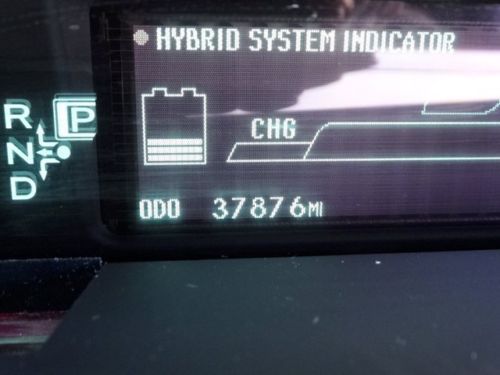 HYBRID SYSTEM INDICATOR
R
P
N
D
CHG
ODO 37876MI